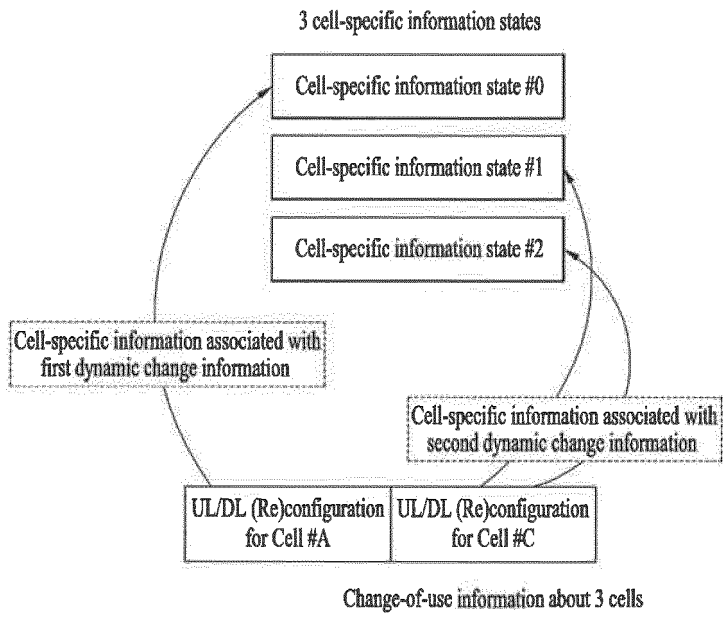 3 cell-specific information states
Cell-specific information state #0
Cell-specific information state #1
Cell-specific information state #2
Cell-specific information associated with
first dynamic change information
Cell-specific information associated with
second dynamic change information
UL/DL (Re)configuration
for Cell #A
UL/DL (Re)configuration
for Cell #C
Change-of-use information about 3 cells